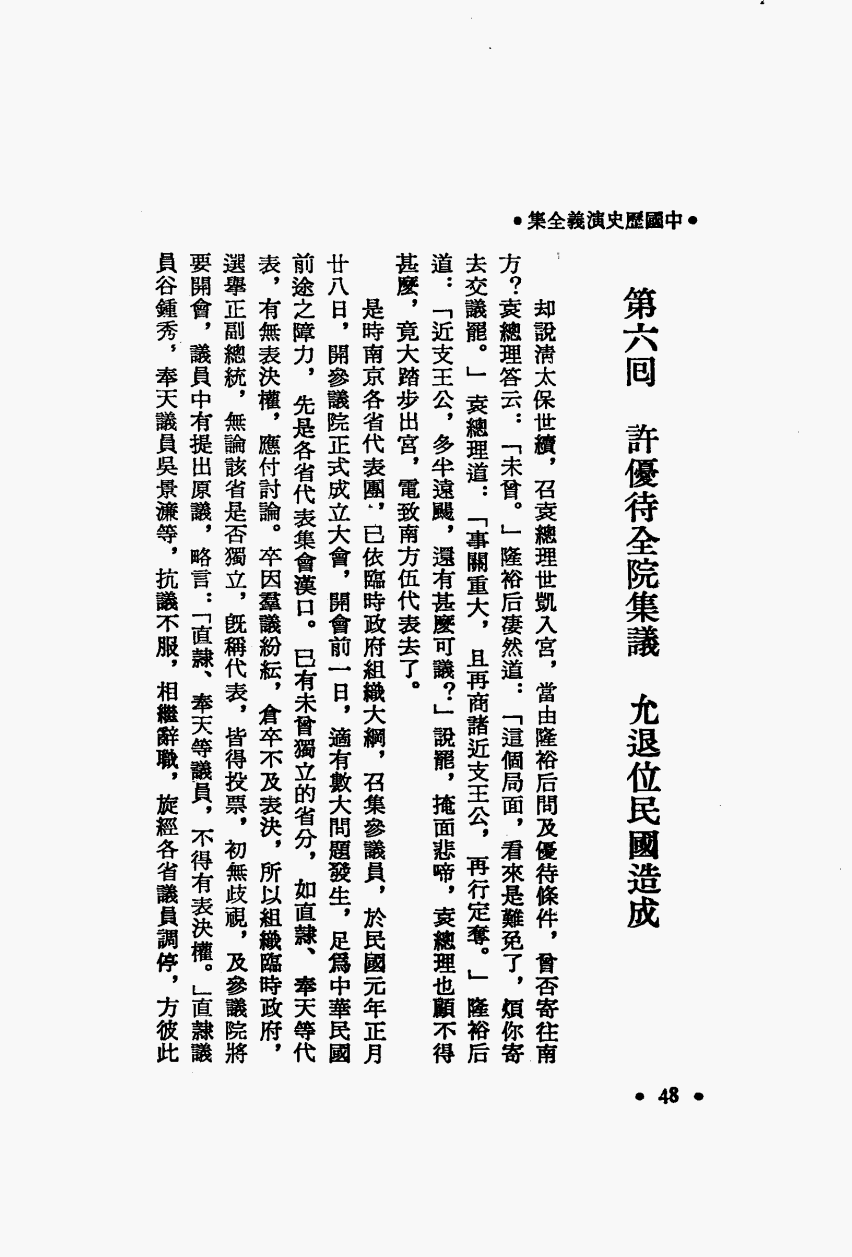 •中國歷史演義全集•
第六回　許優待全院集議　允退位民國造成
却說清太保世續，召袁總理世凱入宮，當由隆裕后問及優待條件，曾否寄往南
方？袁總理答云：「未曾。」隆裕后凄然道：「這個局面，看來是難免了，煩你寄
去交議罷。」袁總理道：「事關重大，且再商諸近支王公，再行定奪。」隆裕后
道：「近支王公，多半遠颺，還有甚麼可議？」說罷，掩面悲啼，袁總理也顧不得
甚麼，竟大踏步出宮，電致南方伍代表去了。
是時南京各省代表團，已依臨時政府組織大綱，召集參議員，於民國元年正月
廿八日，開參議院正式成立大會，開會前一日，適有數大問題發生，足爲中華民國
前途之障力，先是各省代表集會漢口。已有未曾獨立的省分，如直隸、奉天等代
表，有無表決權，應付討論。卒因羣議紛紜，倉卒不及表決，所以組織臨時政府，
選舉正副總統，無論該省是否獨立，旣稱代表，皆得投票，初無歧視，及參議院將
要開會，議員中有提出原議，略言：「直隸、奉天等議員，不得有表決權。」直隸議
員谷鍾秀，奉天議員吳景濂等，抗議不服，相繼辭職，旋經各省議員調停，方彼此
• 48 •